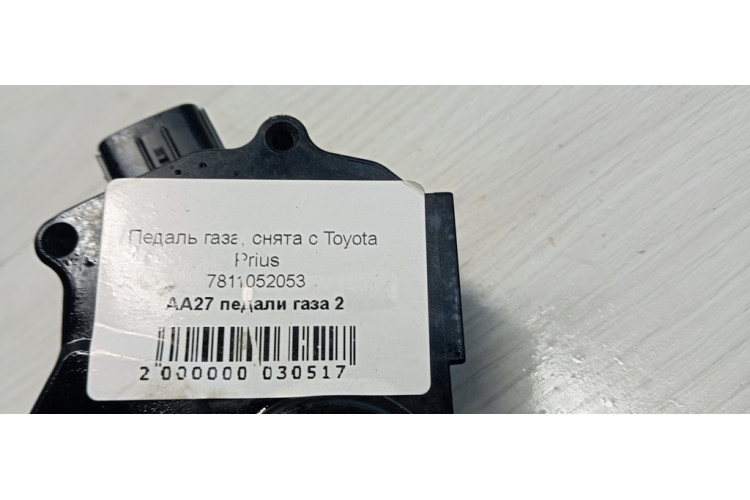 Педаль газа, снята с Toyota
Prius
7811052053
АА27 педали газа 2
2 000000 030517